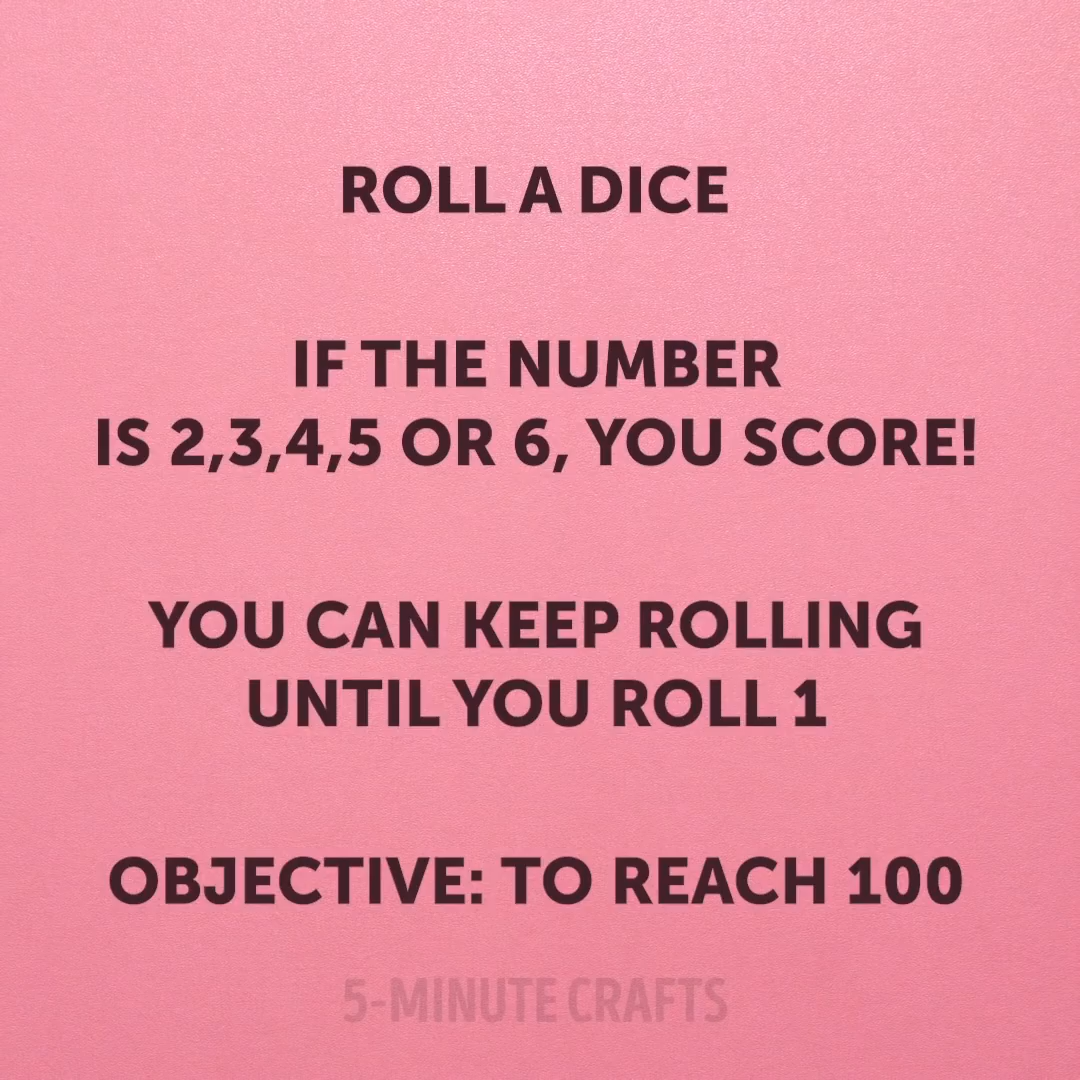 ROLL A DICE
IF THE NUMBER
IS 2,3,4,5 OR 6, YOU SCORE!
YOU CAN KEEP ROLLING
UNTIL YOU ROLL 1
OBJECTIVE: TO REACH 100
5-MINUTE CRAFTS